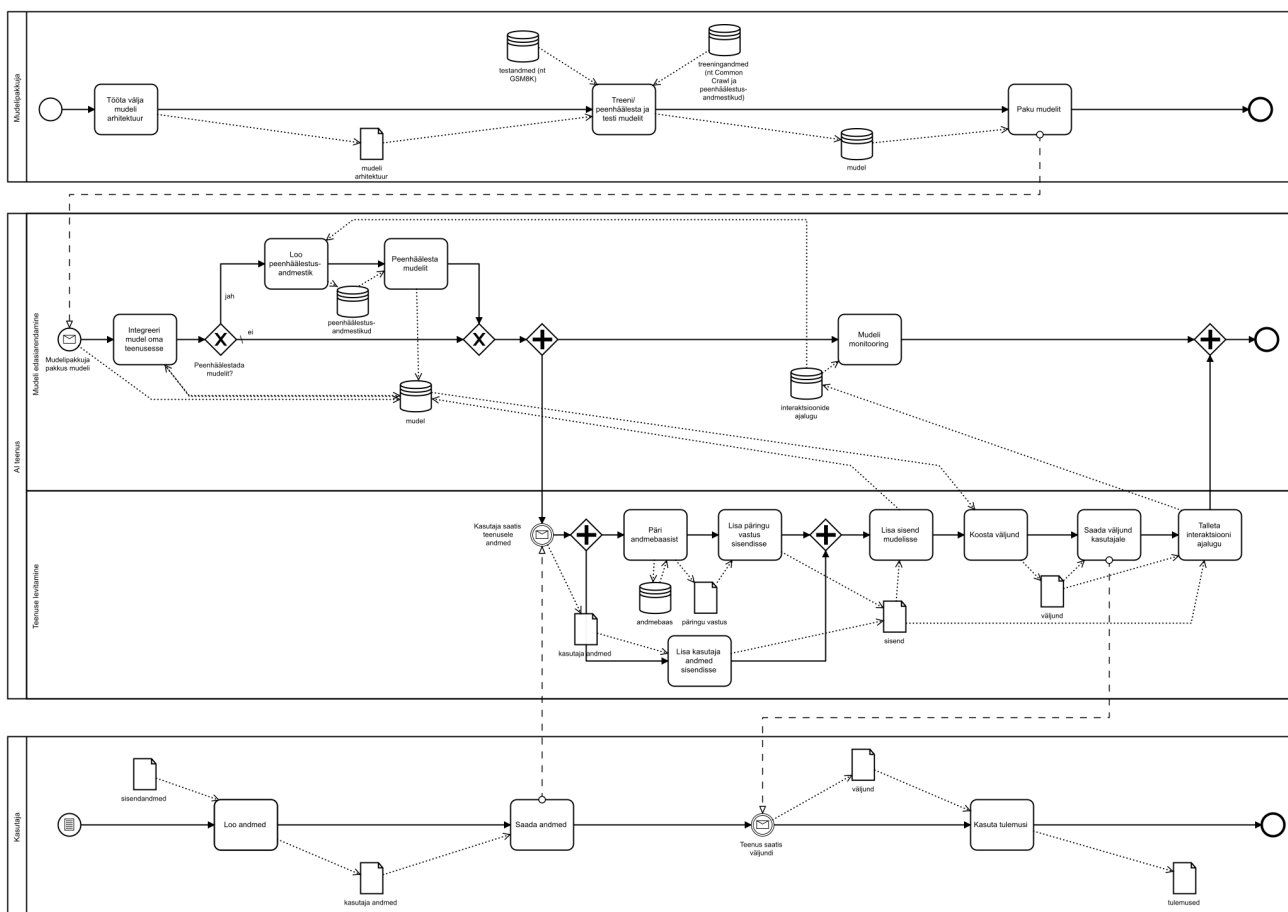 Mudelipakkuja
testandmed (nt
GSM8K)
treeningandmed
(nt Common
Crawl ja
peenhäälestus-
andmestikud)
Tööta välja
mudeli
arhitektuur
Treeni/
peenhäälesta ja
testi mudelit
Paku mudelit
mudeli
arhitektuur
mudel
AI teenus
Mudeli edasiarendamine
Loo
peenhäälestus-
andmestik
Peenhäälesta
mudelit
jah
peenhäälestus-
andmestikud
ei
Integreeri
mudel oma
teenusesse
Mudelipakkuja
pakkus mudeli
Peenhäälestada
mudelit?
Mudeli
monitooring
interaktsioonide
ajalugu
mudel
Teenuse levitamine
Kasutaja saatis
teenusele
andmed
Päri
andmebaasist
Lisa päringu
vastus
sisendisse
Lisa sisend
mudelisse
Koosta väljund
Saada väljund
kasutajale
Talleta
interaktsiooni
ajalugu
andmebaas
päringu vastus
väljund
sisend
kasutaja andmed
Lisa kasutaja
andmed
sisendisse
Kasutaja
sisendandmed
väljund
Loo andmed
Saada andmed
Teenus saatis
väljundi
Kasuta tulemusi
kasutaja andmed
tulemused